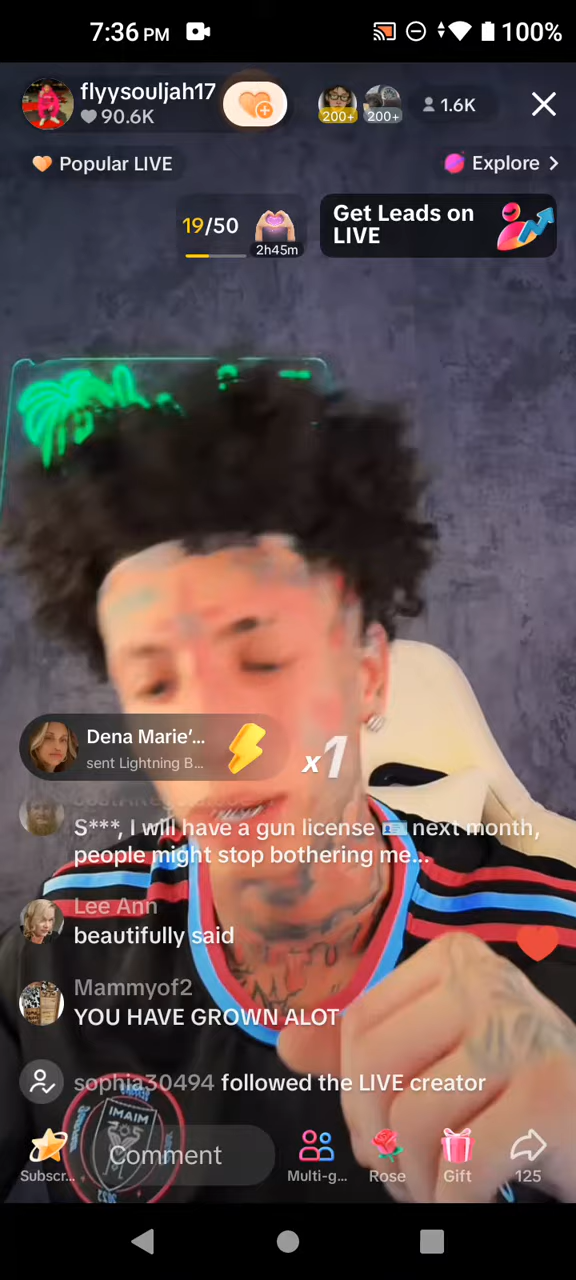 7:36 PM
100%
flyysouljah17
90.6K
200+
200+
1.6K
Popular LIVE
Explore
19/50
2h45m
Get Leads on
LIVE
Dena Marie'...
sent Lightning B...
x1
S***, I will have a gun license 🪪 next month,
people might stop bothering me...
Lee Ann
beautifully said
Mammyof2
YOU HAVE GROWN ALOT
sophia30494 followed the LIVE creator
IMAIM
Subscr...
Comment
Multi-g...
Rose
Gift
125